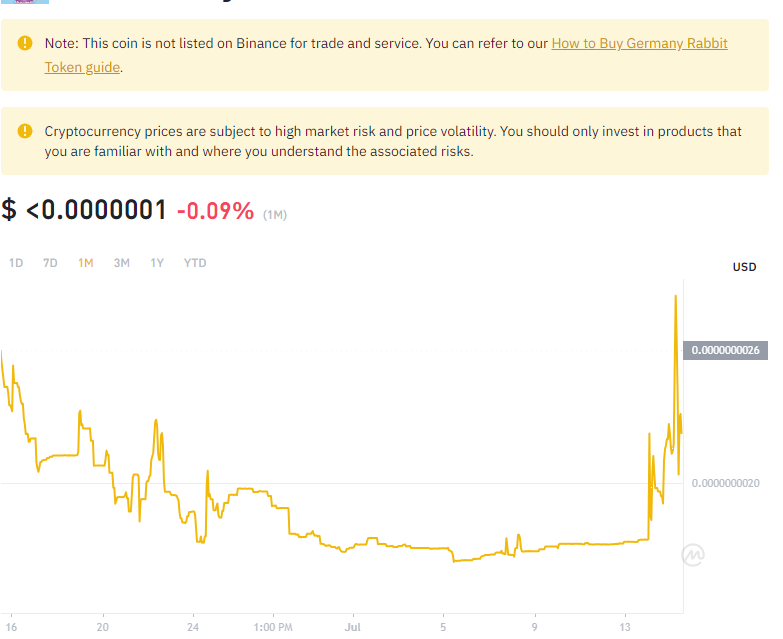 Note: This coin is not listed on Binance for trade and service. You can refer to our How to Buy Germany Rabbit
Token guide.
Cryptocurrency prices are subject to high market risk and price volatility. You should only invest in products that
you are familiar with and where you understand the associated risks.
$ <0.0000001 -0.09% (1M)
1D 7D 1M 3M 1Y YTD
USD
0.0000000026
0.0000000020
16 20 24 1:00 PM Jul 5 9 13